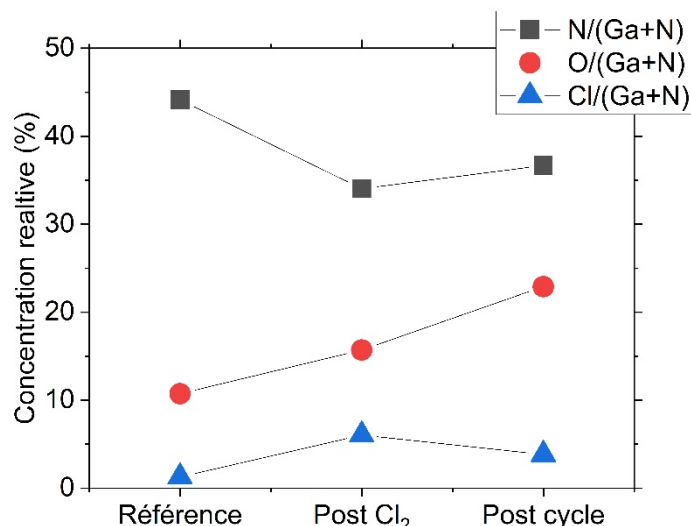 N/(Ga+N)
O/(Ga+N)
Cl/(Ga+N)
Concentration realtive (%)
50
40
30
20
10
0
Référence Post Cl₂ Post cycle